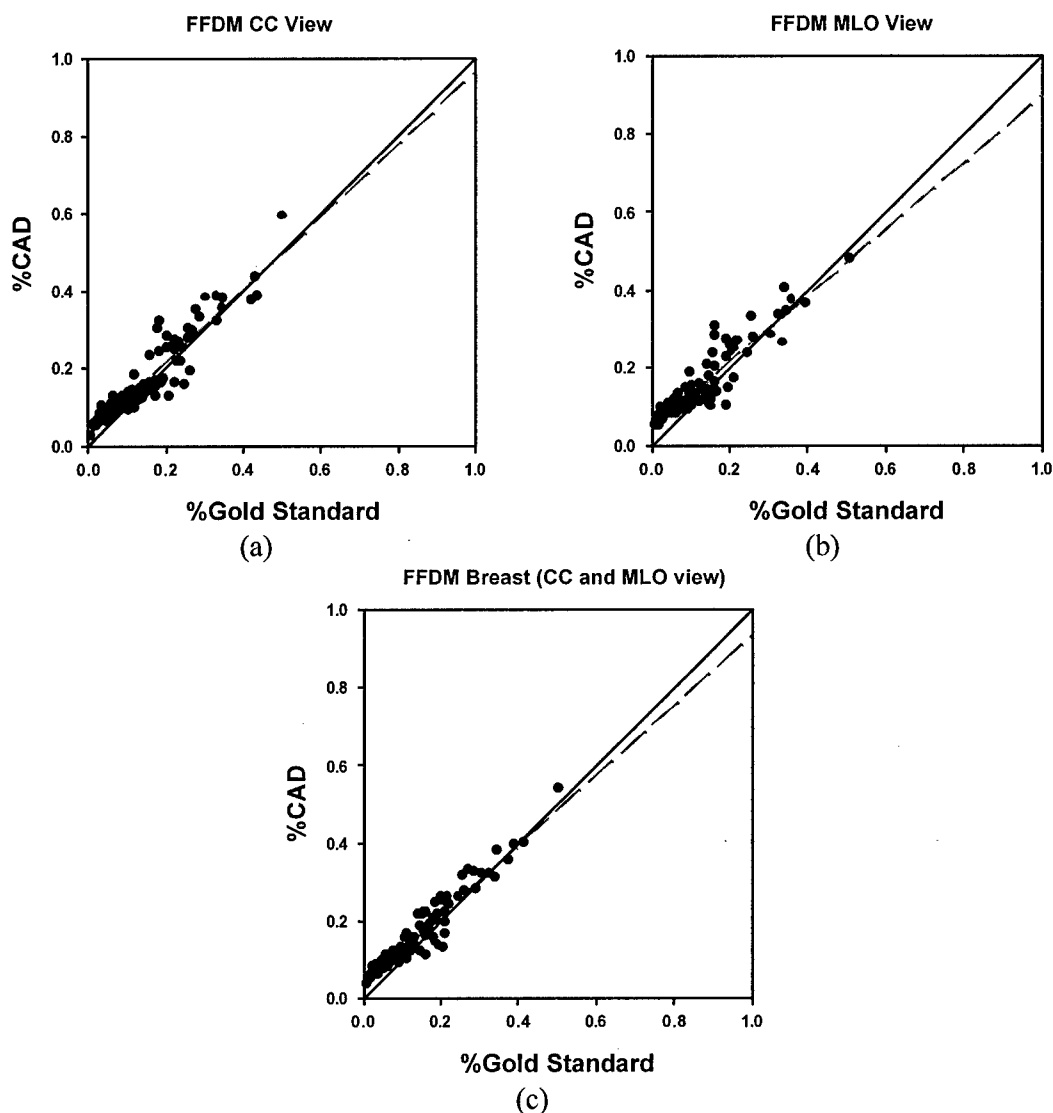 FFDM CC View
1.0
0.8
0.6
0.4
0.2
0.0
%CAD
0.0 0.2 0.4 0.6 0.8 1.0
%Gold Standard
(a)
FFDM MLO View
1.0
0.8
0.6
0.4
0.2
0.0
%CAD
0.0 0.2 0.4 0.6 0.8 1.0
%Gold Standard
(b)
FFDM Breast (CC and MLO view)
1.0
0.8
0.6
0.4
0.2
0.0
%CAD
0.0 0.2 0.4 0.6 0.8 1.0
%Gold Standard
(c)